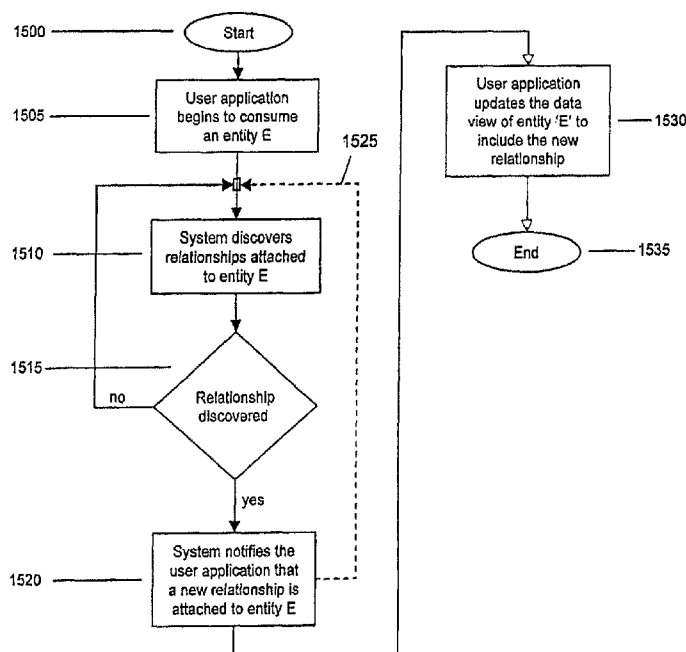 1500
Start
1505
User application
begins to consume
an entity E
1525
1510
System discovers
relationships attached
to entity E
1515
Relationship
discovered
no
yes
1520
System notifies the
user application that
a new relationship is
attached to entity E
User application
updates the data
view of entity 'E' to
include the new
relationship
1530
End
1535